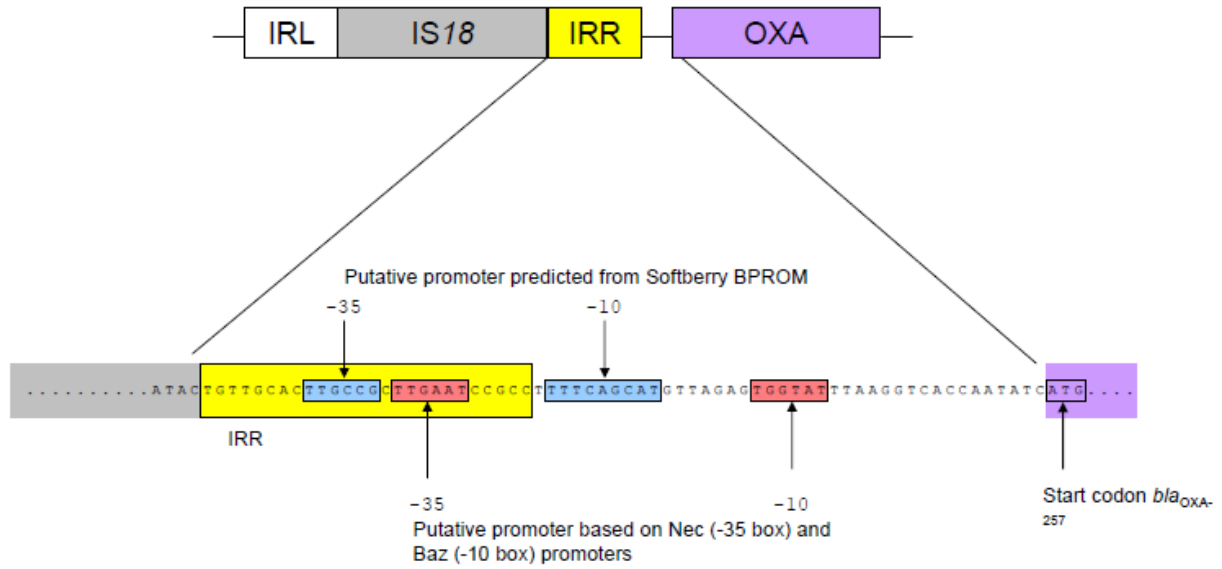 IRL IS18 IRR OXA
Putative promoter predicted from Softberry BPROM
-35 -10
..........ATACTGTTGCACTTGCCGCTTGAATCCGCCTTTTCAGCATGTTAGAGTGGTATTTAAGGTCACCAATATCATG....
IRR
-35 -10
Start codon blaOXA-
257
Putative promoter based on Nec (-35 box) and
Baz (-10 box) promoters